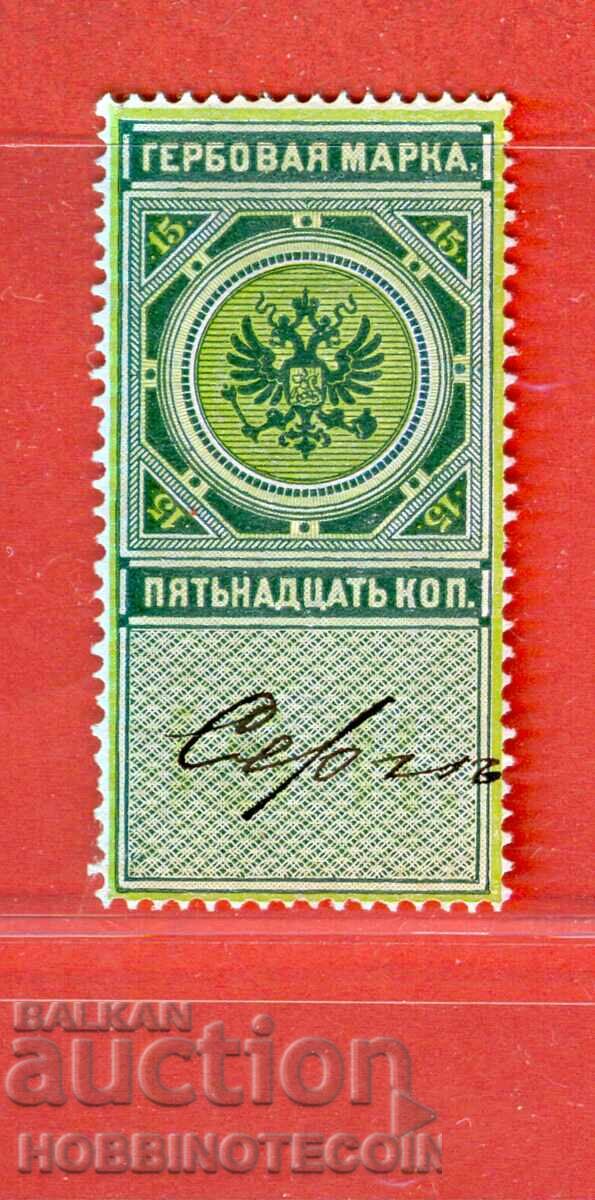 ГЕРБОВАЯ МАРКА.
15 15
15 15
ПЯТЬНАДЦАТЬ КОП.
BALKAN
auction
HOBBINOTECOIN